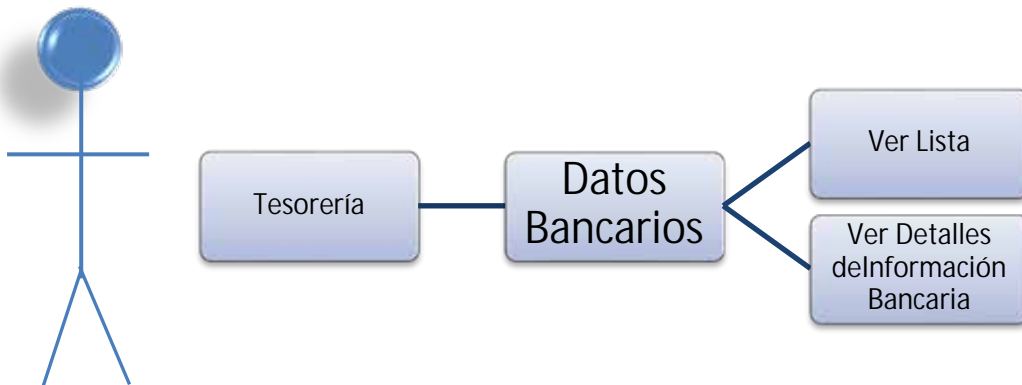 Tesorería
Datos
Bancarios
Ver Lista
Ver Detalles
deInformación
Bancaria